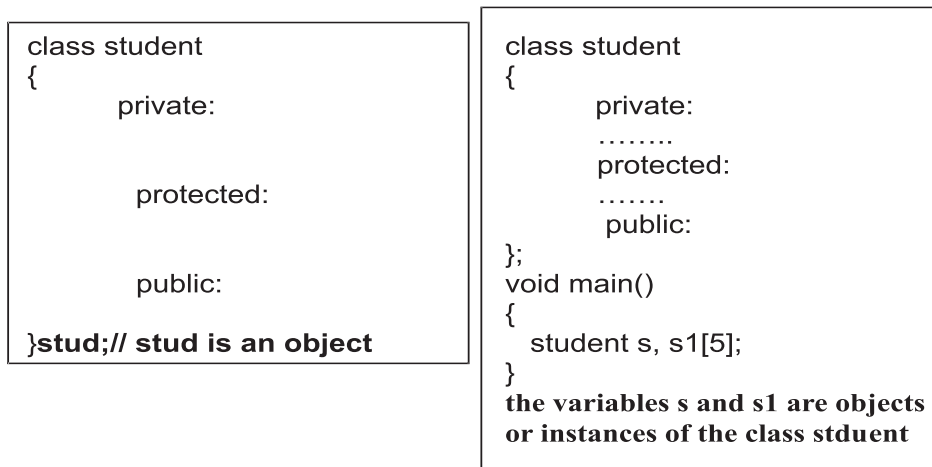 class student
{
private:
protected:
public:
}stud;// stud is an object
class student
{
private:
........
protected:
.......
public:
};
void main()
{
student s, s1[5];
}
the variables s and s1 are objects
or instances of the class stduent